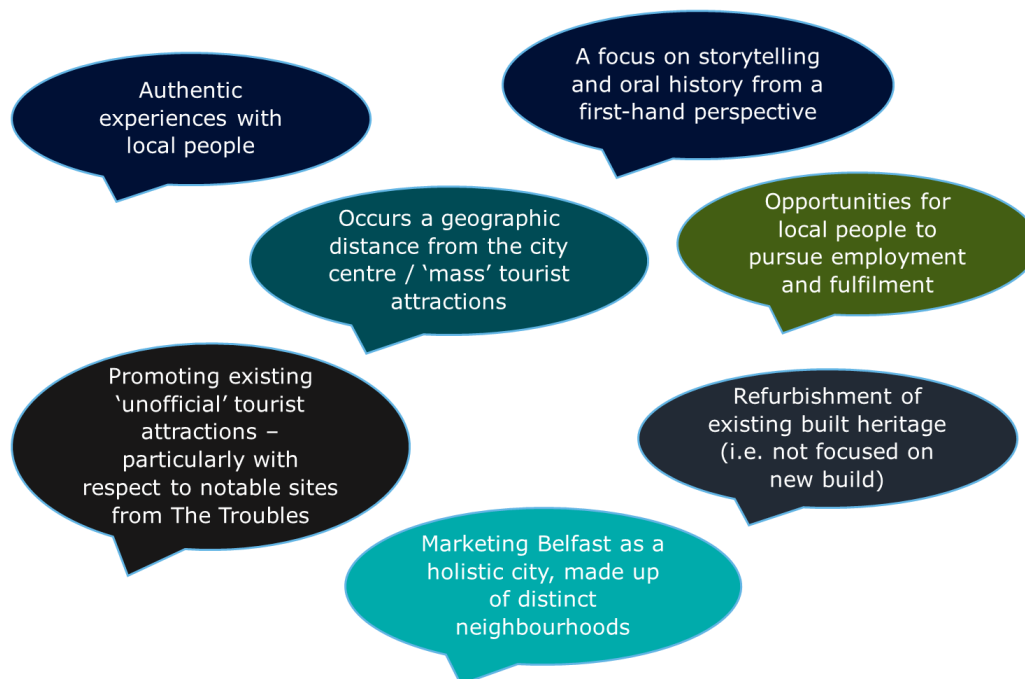 Authentic
experiences with
local people
A focus on storytelling
and oral history from a
first-hand perspective
Occurs a geographic
distance from the city
centre / ‘mass’ tourist
attractions
Opportunities for
local people to
pursue employment
and fulfilment
Promoting existing
‘unofficial’ tourist
attractions –
particularly with
respect to notable sites
from The Troubles
Refurbishment of
existing built heritage
(i.e. not focused on
new build)
Marketing Belfast as a
holistic city, made up
of distinct
neighbourhoods